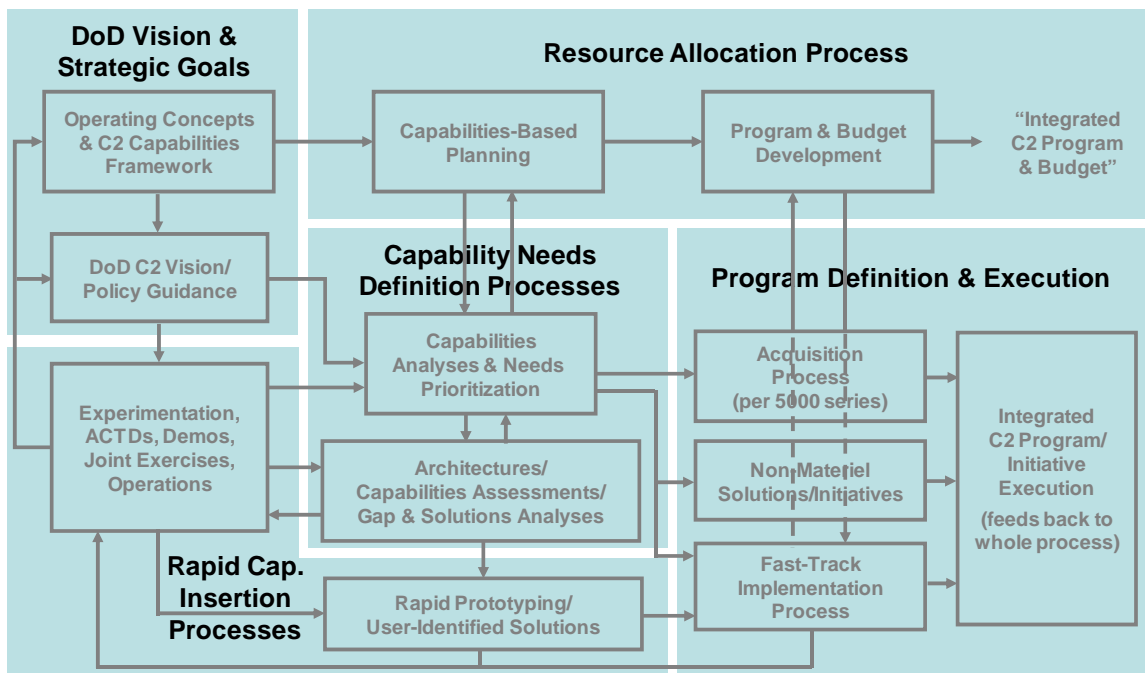 DoD Vision &
Strategic Goals
Operating Concepts
& C2 Capabilities
Framework
DoD C2 Vision/
Policy Guidance
Resource Allocation Process
Capabilities-Based
Planning
Program & Budget
Development
“Integrated
C2 Program
& Budget”
Capability Needs
Definition Processes
Capabilities
Analyses & Needs
Prioritization
Architectures/
Capabilities Assessments/
Gap & Solutions Analyses
Program Definition & Execution
Acquisition
Process
(per 5000 series)
Non-Materiel
Solutions/Initiatives
Fast-Track
Implementation
Process
Integrated
C2 Program/
Initiative
Execution
(feeds back to
whole process)
Experimentation,
ACTDs, Demos,
Joint Exercises,
Operations
Rapid Cap.
Insertion
Processes
Rapid Prototyping/
User-Identified Solutions